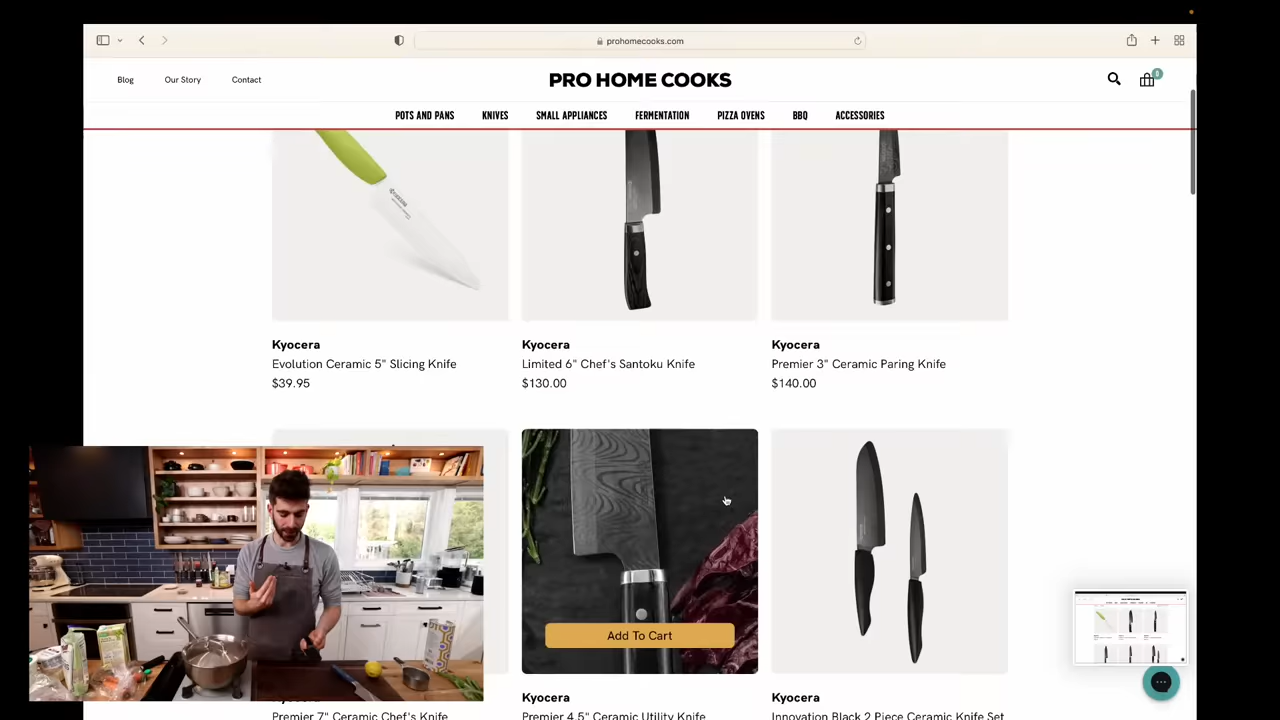 prohomecooks.com
Blog
Our Story
Contact
PRO HOME COOKS
0
POTS AND PANS
KNIVES
SMALL APPLIANCES
FERMENTATION
PIZZA OVENS
BBQ
ACCESSORIES
KYOCERA
Kyocera
Evolution Ceramic 5" Slicing Knife
$39.95
Kyocera
Limited 6" Chef's Santoku Knife
$130.00
Kyocera
Premier 3" Ceramic Paring Knife
$140.00
Add To Cart
Kyocera
Premier 7" Ceramic Chef's Knife
Kyocera
Premier 4.5" Ceramic Utility Knife
Kyocera
Innovation Black 2 Piece Ceramic Knife Set